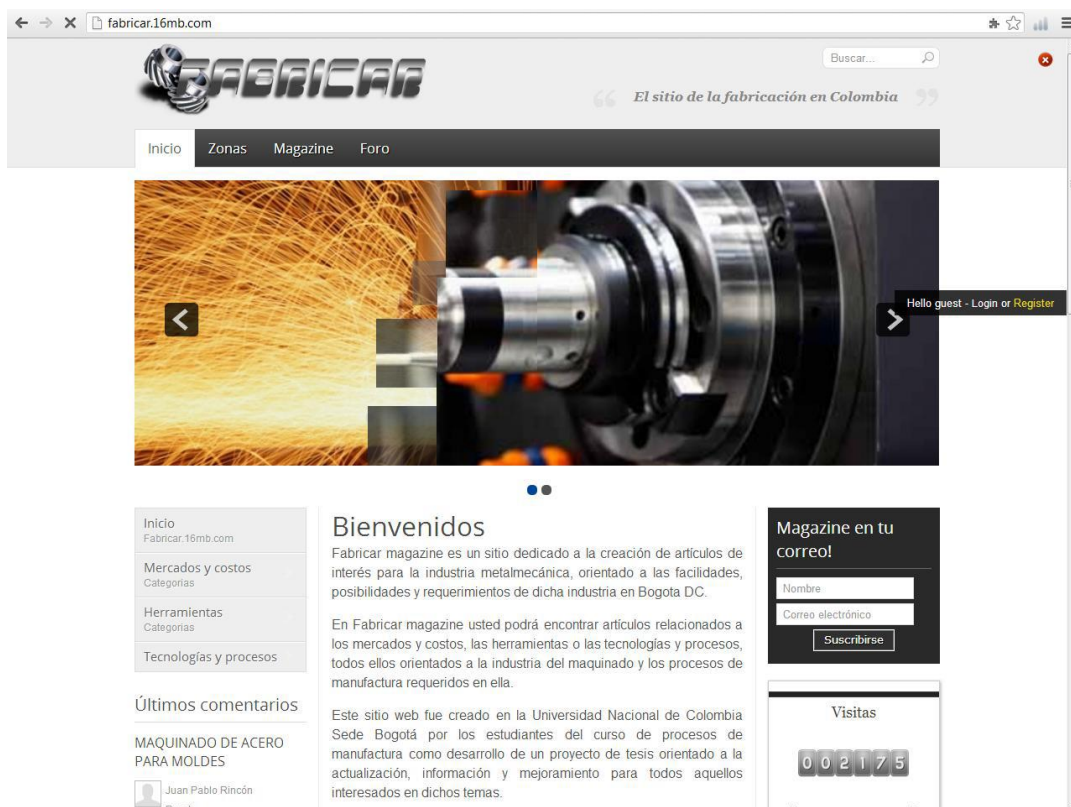 fabricar.16mb.com
FABRICAR
Buscar...
“ El sitio de la fabricación en Colombia ”
Inicio Zonas Magazine Foro
Hello guest - Login or Register
Inicio
Fabricar.16mb.com
Mercados y costos
Categorias
Herramientas
Categorias
Tecnologías y procesos
Últimos comentarios
MAQUINADO DE ACERO
PARA MOLDES
Juan Pablo Rincón
Bienvenidos
Fabricar magazine es un sitio dedicado a la creación de artículos de
interés para la industria metalmecánica, orientado a las facilidades,
posibilidades y requerimientos de dicha industria en Bogota DC.
En Fabricar magazine usted podrá encontrar artículos relacionados a
los mercados y costos, las herramientas o las tecnologías y procesos,
todos ellos orientados a la industria del maquinado y los procesos de
manufactura requeridos en ella.
Este sitio web fue creado en la Universidad Nacional de Colombia
Sede Bogotá por los estudiantes del curso de procesos de
manufactura como desarrollo de un proyecto de tesis orientado a la
actualización, información y mejoramiento para todos aquellos
interesados en dichos temas.
Magazine en tu
correo!
Nombre
Correo electrónico
Suscribirse
Visitas
002175